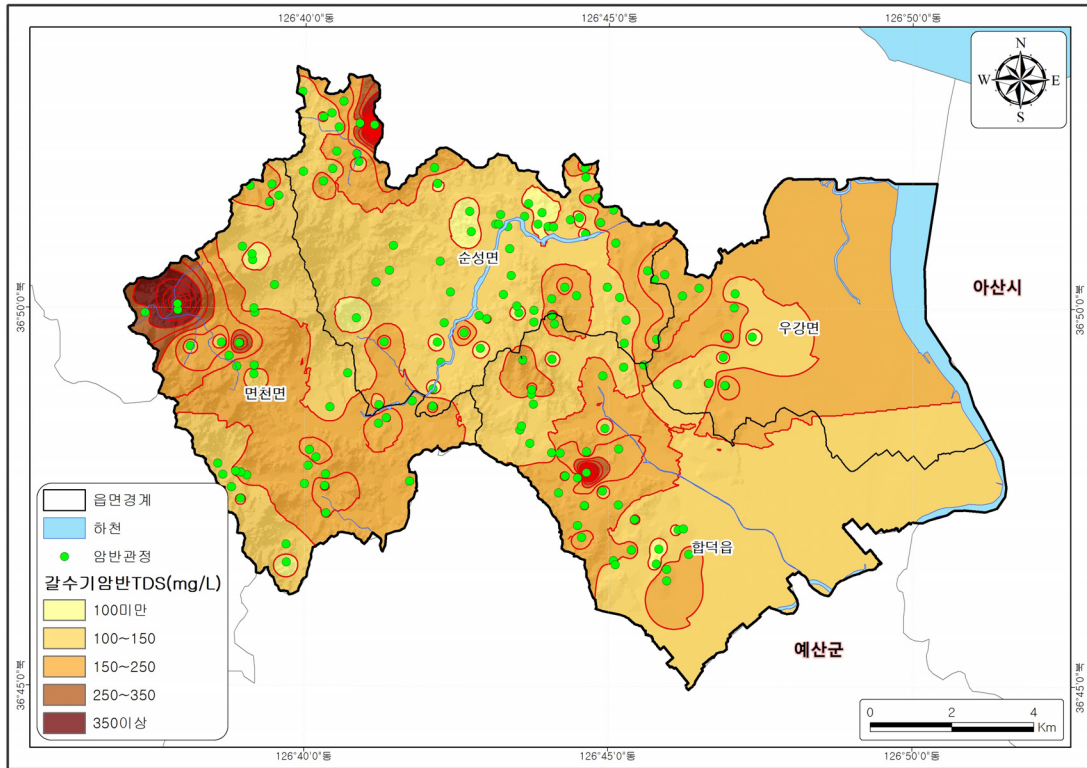 126°40'0"동
126°45'0"동
126°50'0"동
N
W
E
S
순성면
아산시
36°50'0"북
36°50'0"북
우강면
면천면
합덕읍
예산군
읍면경계
하천
암반관정
갈수기암반TDS(mg/L)
100미만
100~150
150~250
250~350
350이상
36°45'0"북
36°45'0"북
0
2
4
Km
126°40'0"동
126°45'0"동
126°50'0"동